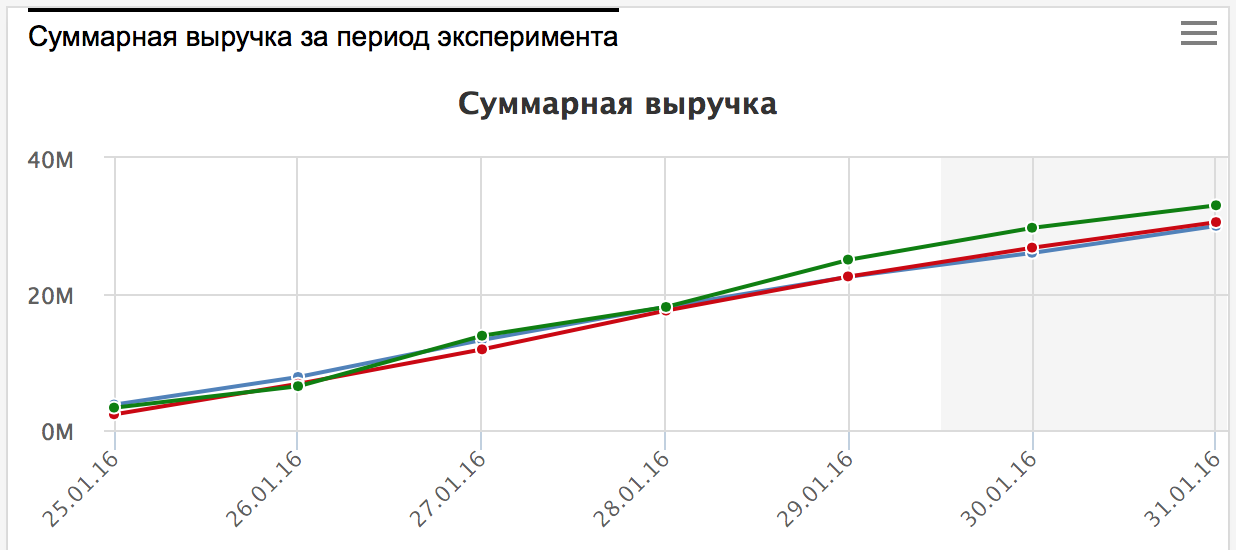 Суммарная выручка за период эксперимента
Суммарная выручка
40M
20M
0M
25.01.16
26.01.16
27.01.16
28.01.16
29.01.16
30.01.16
31.01.16